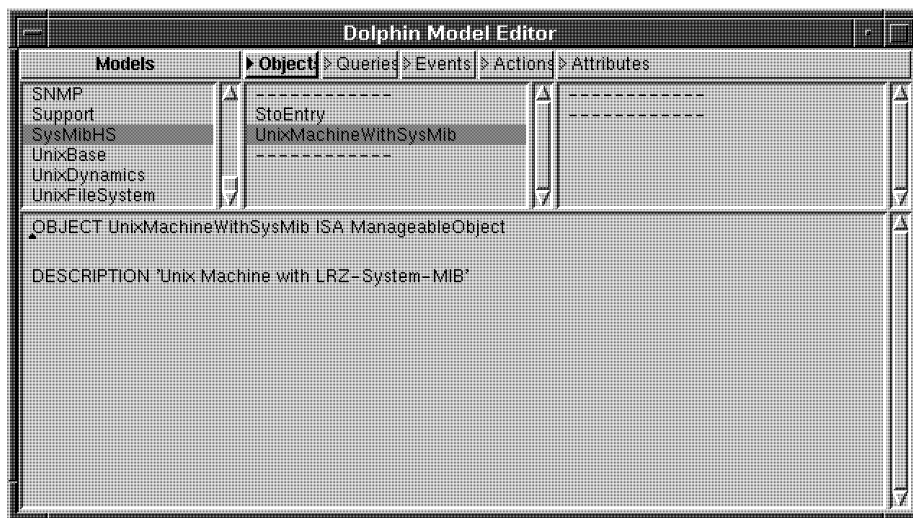 Dolphin Model Editor
Models Object Queries Events Actions Attributes
SNMP
Support
SysMibHS
UnixBase
UnixDynamics
UnixFileSystem
------------
StoEntry
UnixMachineWithSysMib
------------
------------
------------
OBJECT UnixMachineWithSysMib ISA ManageableObject
DESCRIPTION 'Unix Machine with LRZ-System-MIB'